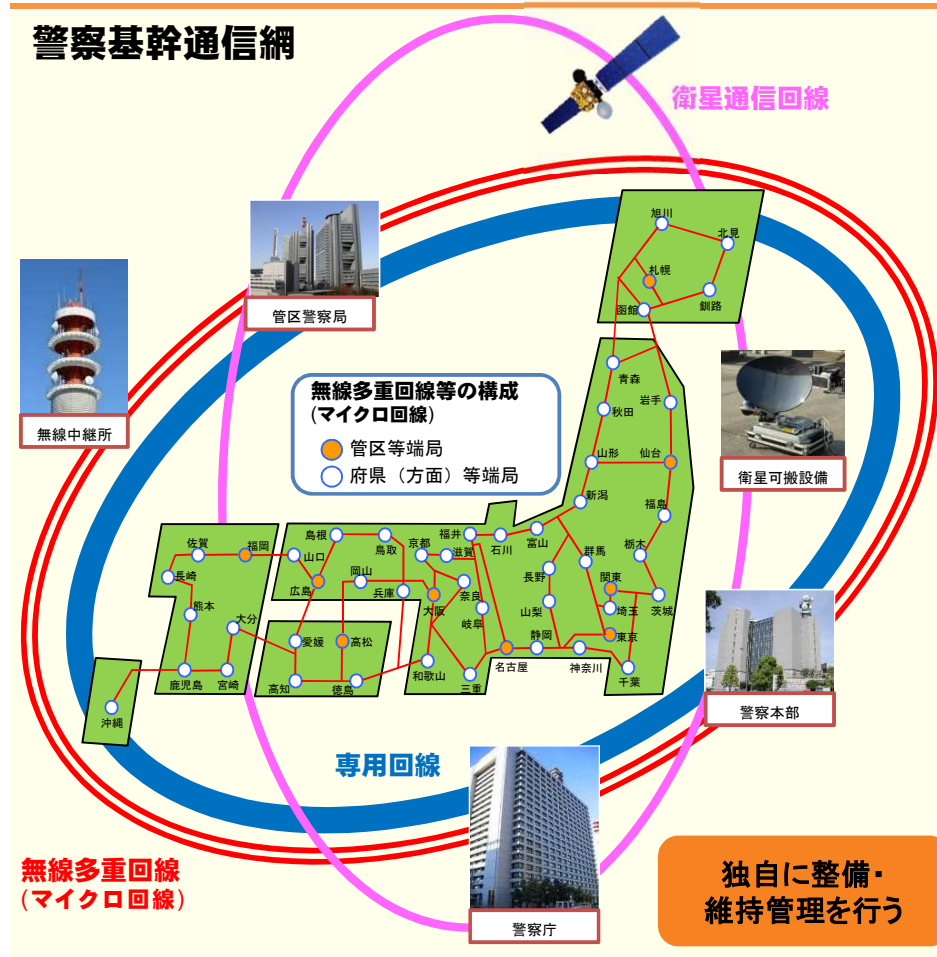 警察基幹通信網
衛星通信回線
旭川
北見
札幌
釧路
函館
管区警察局
無線中継所
衛星可搬設備
無線多重回線等の構成
(マイクロ回線)
管区等端局
府県（方面）等端局
青森
岩手
秋田
山形
仙台
新潟
福島
富山
石川
福井
群馬
栃木
関東
茨城
埼玉
長野
山梨
東京
千葉
神奈川
静岡
名古屋
岐阜
三重
滋賀
京都
奈良
大阪
和歌山
兵庫
鳥取
島根
岡山
広島
山口
愛媛
高松
高知
徳島
福岡
佐賀
長崎
熊本
大分
鹿児島
宮崎
沖縄
警察本部
専用回線
無線多重回線
(マイクロ回線)
警察庁
独自に整備・
維持管理を行う